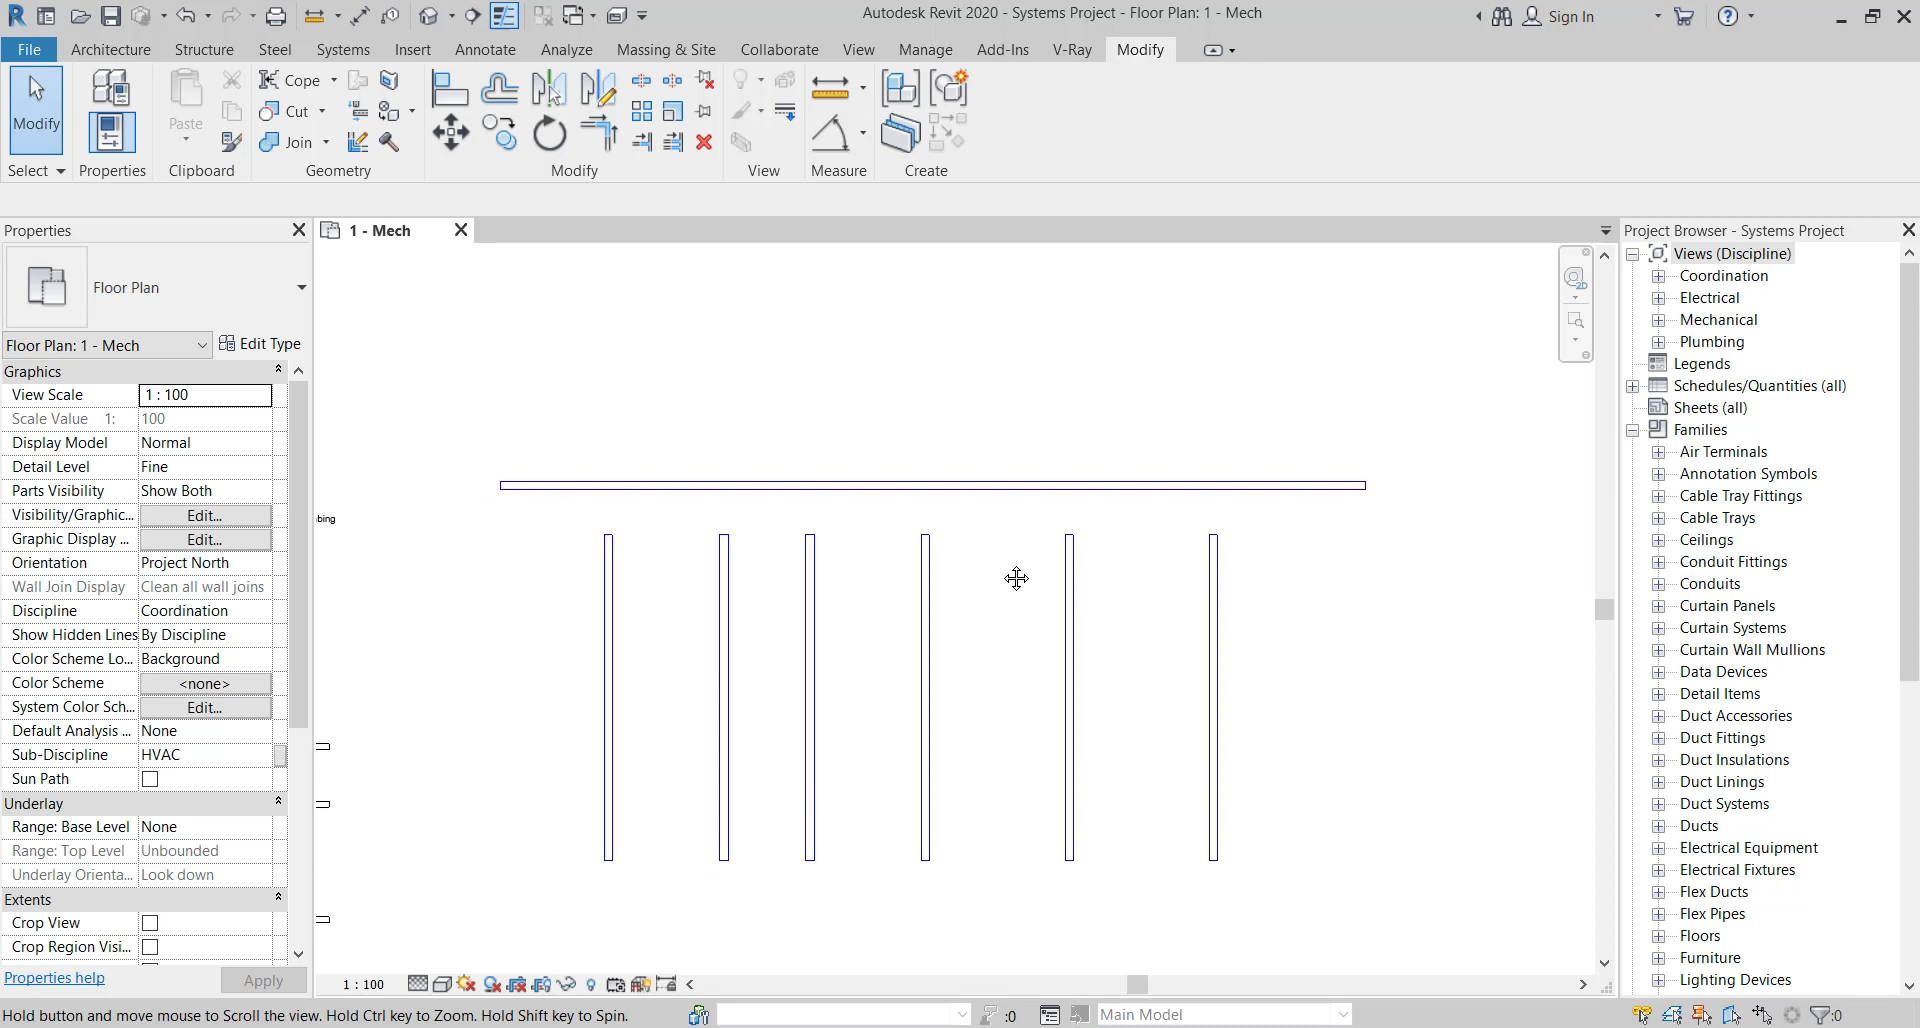 Autodesk Revit 2020 - Systems Project - Floor Plan: 1 - Mech
Sign In
File Architecture Structure Steel Systems Insert Annotate Analyze Massing & Site Collaborate View Manage Add-Ins V-Ray Modify
Modify
Paste
Cope
Cut
Join
Select Properties Clipboard Geometry Modify View Measure Create
Properties
1 - Mech
Project Browser - Systems Project
Floor Plan
Floor Plan: 1 - Mech
Edit Type
Graphics
View Scale 1 : 100
Scale Value 1: 100
Display Model Normal
Detail Level Fine
Parts Visibility Show Both
Visibility/Graphic... Edit...
Graphic Display ... Edit...
Orientation Project North
Wall Join Display Clean all wall joins
Discipline Coordination
Show Hidden Lines By Discipline
Color Scheme Lo... Background
Color Scheme <none>
System Color Sch... Edit...
Default Analysis ... None
Sub-Discipline HVAC
Sun Path
Underlay
Range: Base Level None
Range: Top Level Unbounded
Underlay Orienta... Look down
Extents
Crop View
Crop Region Visi...
Properties help
Apply
2D
bing
Views (Discipline)
Coordination
Electrical
Mechanical
Plumbing
Legends
Schedules/Quantities (all)
Sheets (all)
Families
Air Terminals
Annotation Symbols
Cable Tray Fittings
Cable Trays
Ceilings
Conduit Fittings
Conduits
Curtain Panels
Curtain Systems
Curtain Wall Mullions
Data Devices
Detail Items
Duct Accessories
Duct Fittings
Duct Insulations
Duct Linings
Duct Systems
Ducts
Electrical Equipment
Electrical Fixtures
Flex Ducts
Flex Pipes
Floors
Furniture
Lighting Devices
1 : 100
Hold button and move mouse to Scroll the view. Hold Ctrl key to Zoom. Hold Shift key to Spin.
:0
Main Model
:0